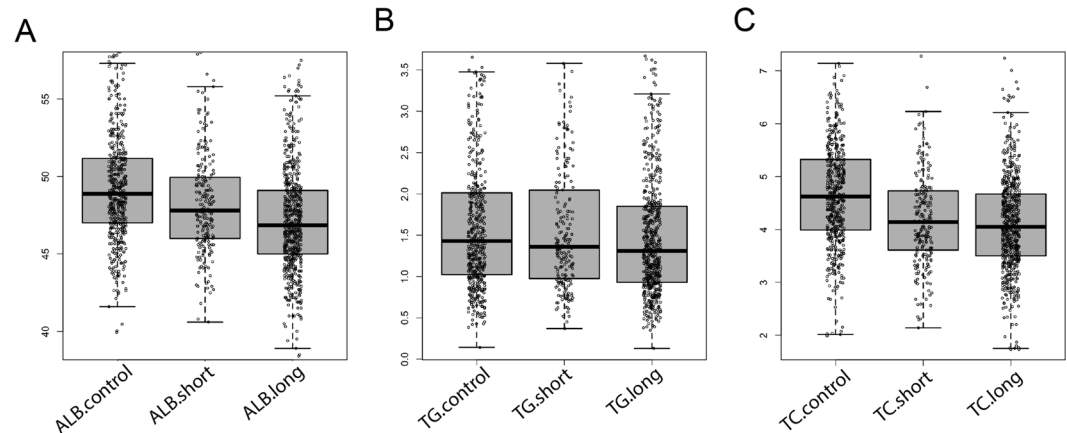 A
55
50
45
40
ALB.control
ALB.short
ALB.long
B
3.5
3.0
2.5
2.0
1.5
1.0
0.5
0.0
TG.control
TG.short
TG.long
C
7
6
5
4
3
2
TC.control
TC.short
TC.long